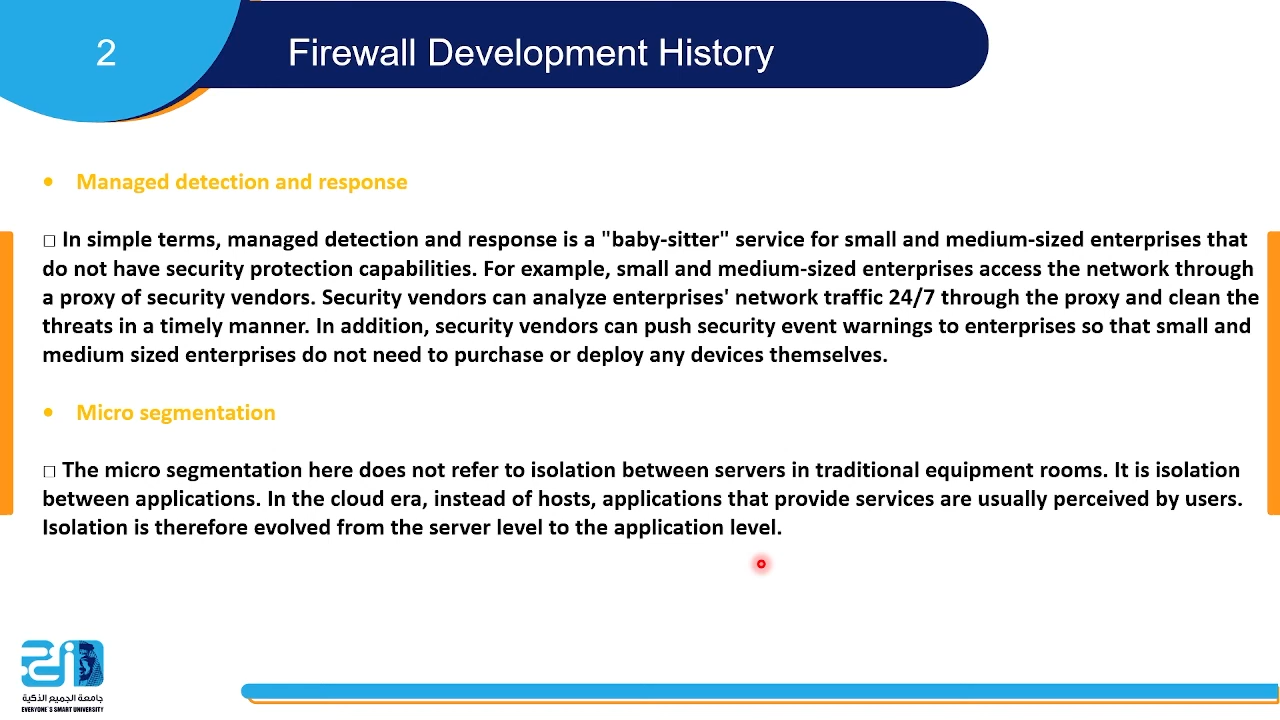 2
Firewall Development History
• Managed detection and response
□ In simple terms, managed detection and response is a "baby-sitter" service for small and medium-sized enterprises that
do not have security protection capabilities. For example, small and medium-sized enterprises access the network through
a proxy of security vendors. Security vendors can analyze enterprises' network traffic 24/7 through the proxy and clean the
threats in a timely manner. In addition, security vendors can push security event warnings to enterprises so that small and
medium sized enterprises do not need to purchase or deploy any devices themselves.
• Micro segmentation
□ The micro segmentation here does not refer to isolation between servers in traditional equipment rooms. It is isolation
between applications. In the cloud era, instead of hosts, applications that provide services are usually perceived by users.
Isolation is therefore evolved from the server level to the application level.
جامعة الجميع الذكية
EVERYONE'S SMART UNIVERSITY